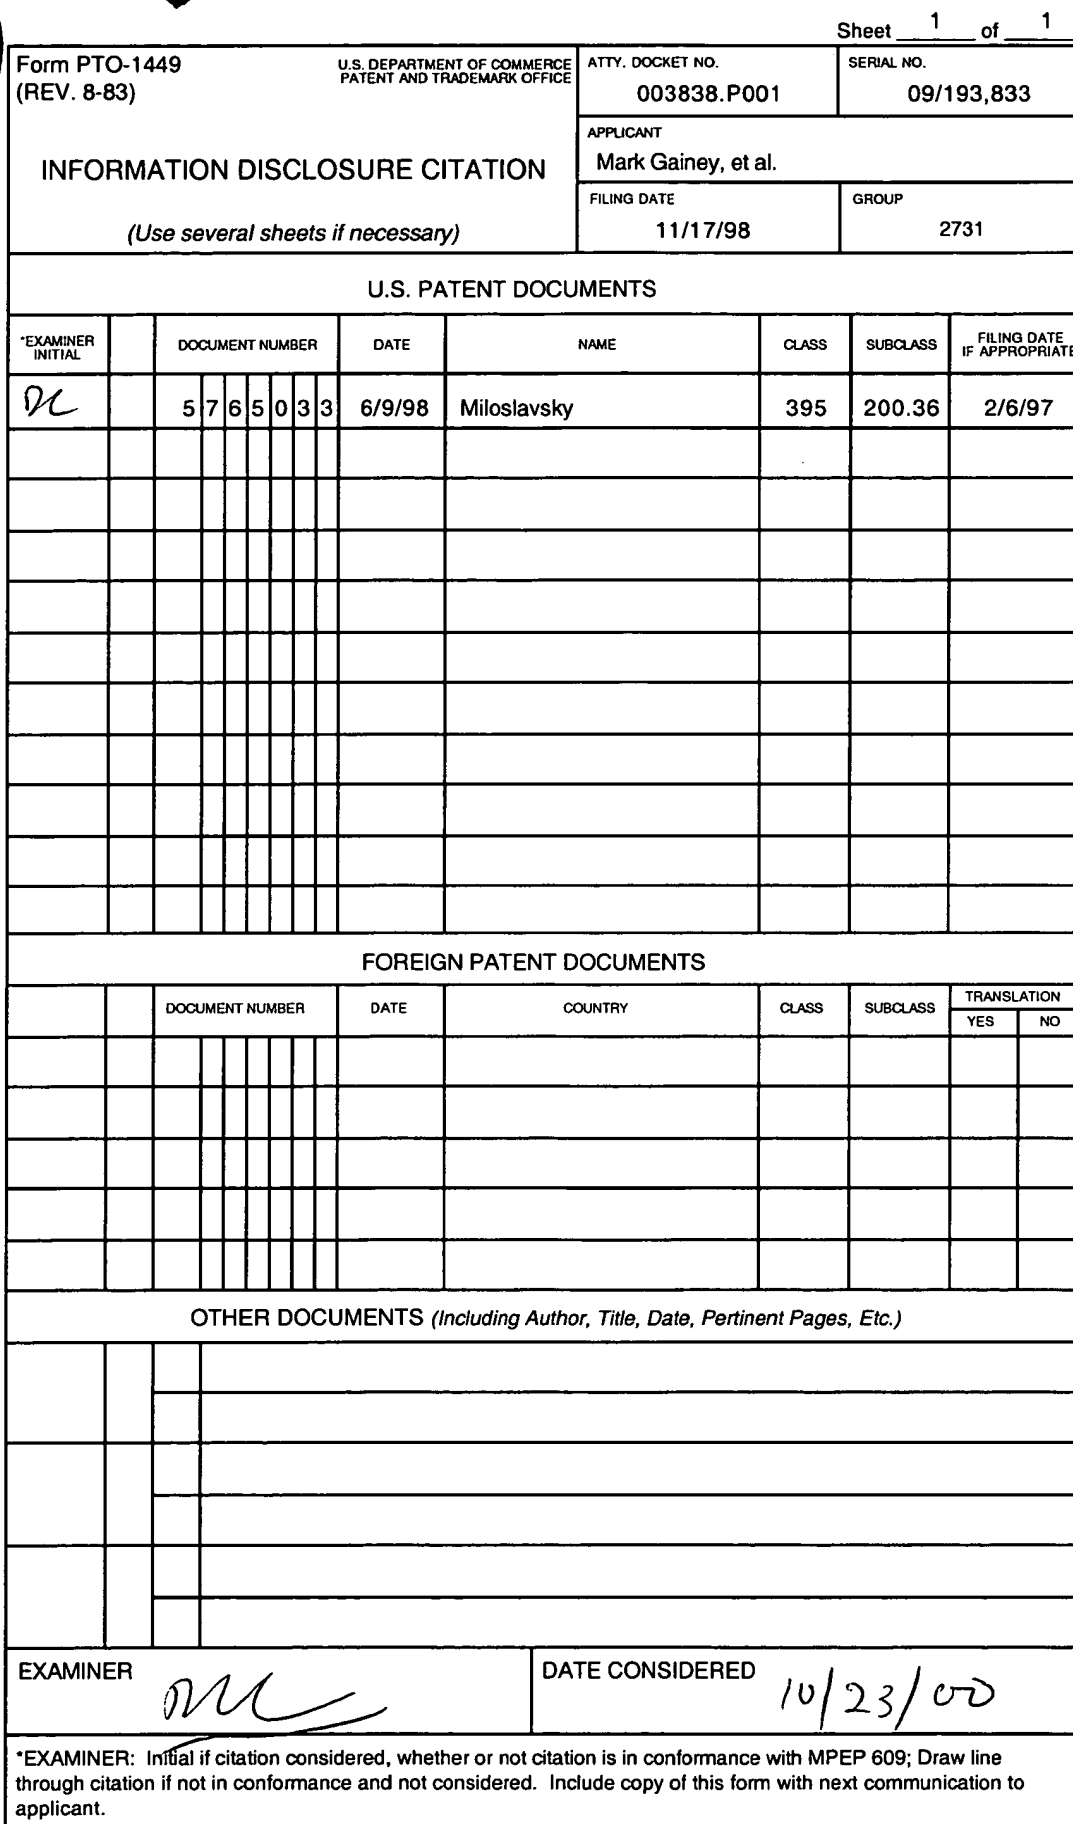 Sheet 1 of 1
Form PTO-1449
(REV. 8-83)
U.S. DEPARTMENT OF COMMERCE
PATENT AND TRADEMARK OFFICE
ATTY. DOCKET NO.
003838.P001
SERIAL NO.
09/193,833
INFORMATION DISCLOSURE CITATION
(Use several sheets if necessary)
APPLICANT
Mark Gainey, et al.
FILING DATE
11/17/98
GROUP
2731
U.S. PATENT DOCUMENTS
*EXAMINER
INITIAL
DOCUMENT NUMBER
DATE
NAME
CLASS
SUBCLASS
FILING DATE
IF APPROPRIATE
5 7 6 5 0 3 3 6/9/98 Miloslavsky 395 200.36 2/6/97
FOREIGN PATENT DOCUMENTS
DOCUMENT NUMBER
DATE
COUNTRY
CLASS
SUBCLASS
TRANSLATION
YES NO
OTHER DOCUMENTS (Including Author, Title, Date, Pertinent Pages, Etc.)
EXAMINER
DATE CONSIDERED 10/23/00
*EXAMINER: Initial if citation considered, whether or not citation is in conformance with MPEP 609; Draw line
through citation if not in conformance and not considered. Include copy of this form with next communication to
applicant.